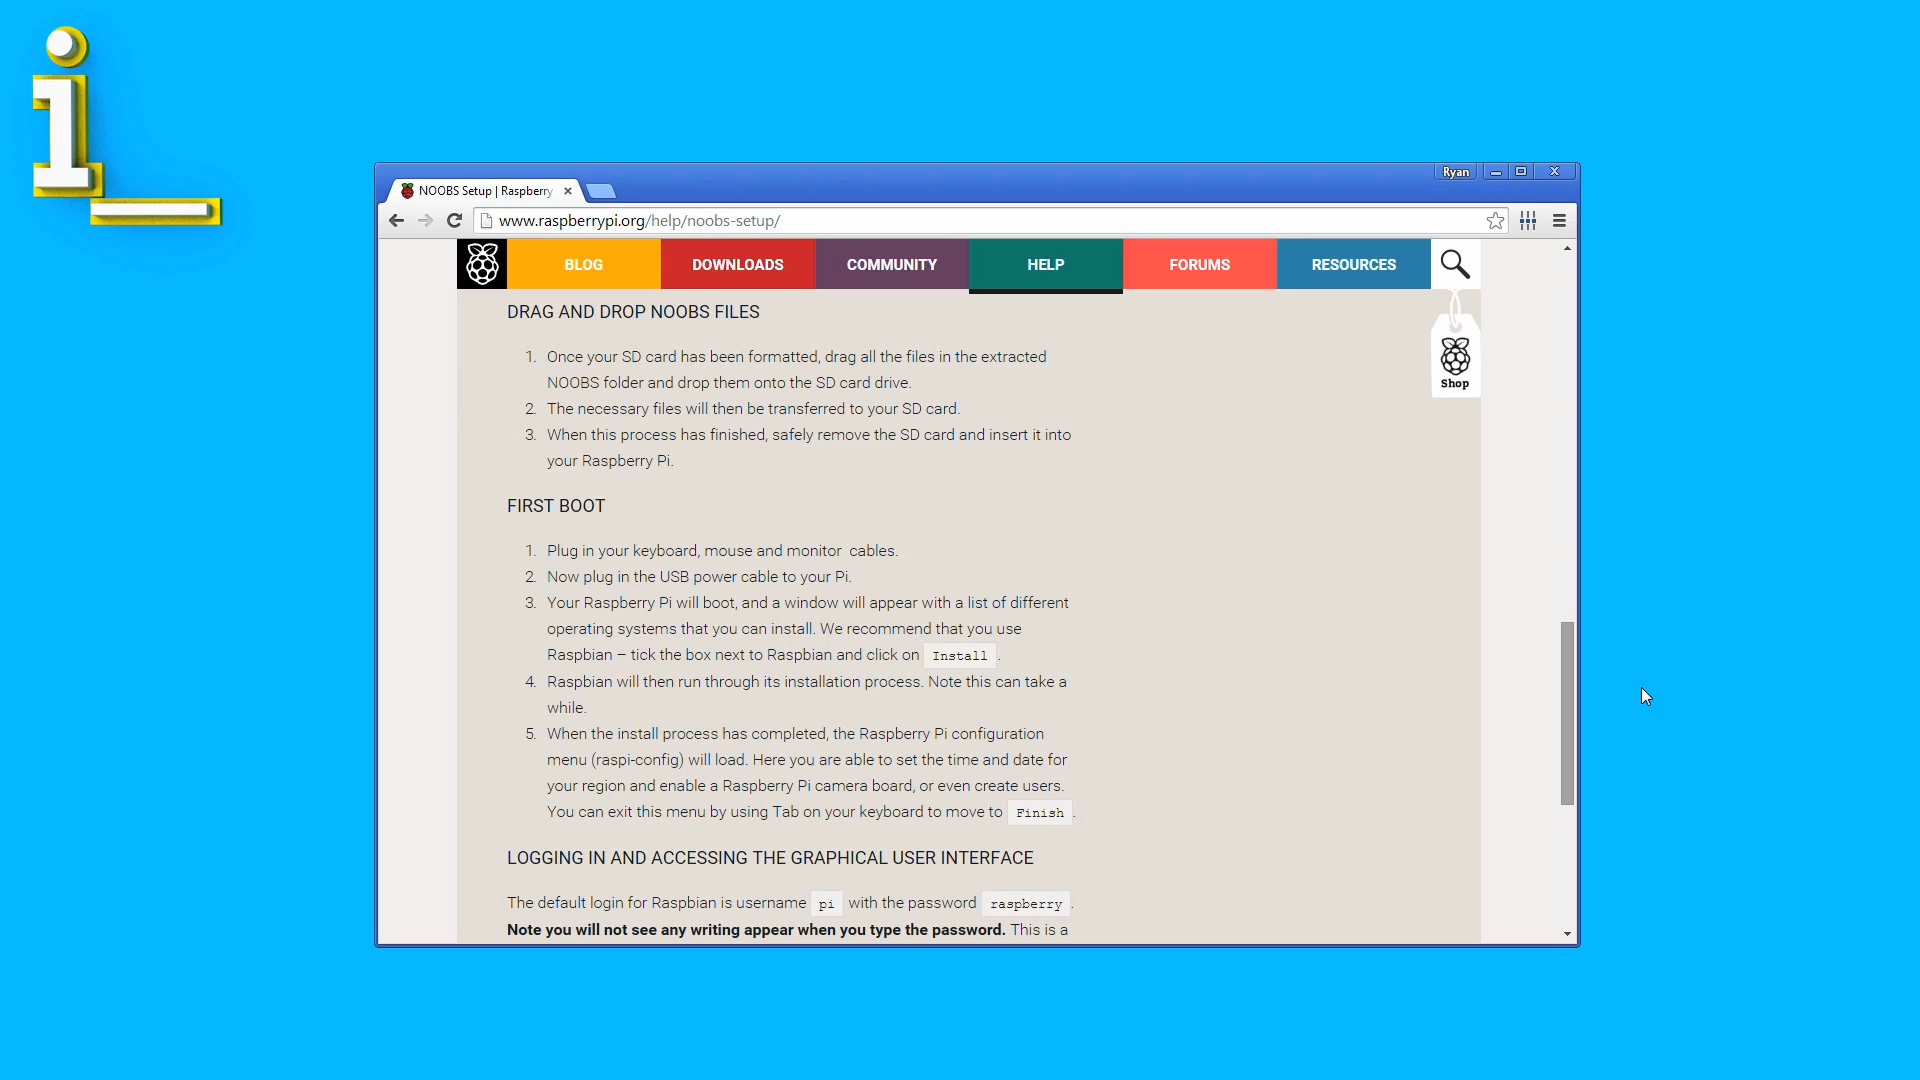 i_
Ryan
NOOBS Setup | Raspberry
www.raspberrypi.org/help/noobs-setup/
BLOG
DOWNLOADS
COMMUNITY
HELP
FORUMS
RESOURCES
Shop
DRAG AND DROP NOOBS FILES
1. Once your SD card has been formatted, drag all the files in the extracted
NOOBS folder and drop them onto the SD card drive.
2. The necessary files will then be transferred to your SD card.
3. When this process has finished, safely remove the SD card and insert it into
your Raspberry Pi.
FIRST BOOT
1. Plug in your keyboard, mouse and monitor cables.
2. Now plug in the USB power cable to your Pi.
3. Your Raspberry Pi will boot, and a window will appear with a list of different
operating systems that you can install. We recommend that you use
Raspbian – tick the box next to Raspbian and click on Install.
4. Raspbian will then run through its installation process. Note this can take a
while.
5. When the install process has completed, the Raspberry Pi configuration
menu (raspi-config) will load. Here you are able to set the time and date for
your region and enable a Raspberry Pi camera board, or even create users.
You can exit this menu by using Tab on your keyboard to move to Finish.
LOGGING IN AND ACCESSING THE GRAPHICAL USER INTERFACE
The default login for Raspbian is username pi with the password raspberry.
Note you will not see any writing appear when you type the password. This is a